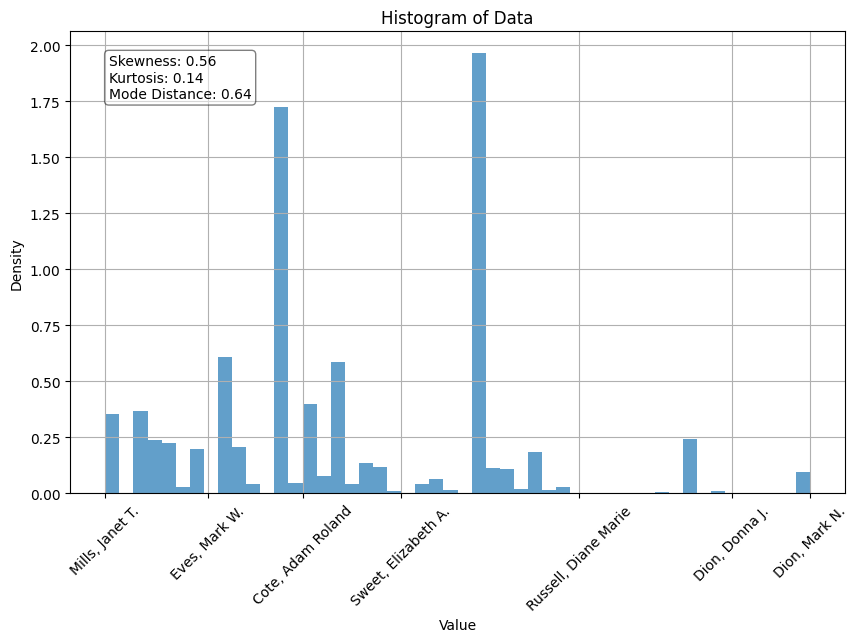 Histogram of Data
Skewness: 0.56
Kurtosis: 0.14
Mode Distance: 0.64
2.00
1.75
1.50
1.25
1.00
0.75
0.50
0.25
0.00
Density
Mills, Janet T.
Eves, Mark W.
Cote, Adam Roland
Sweet, Elizabeth A.
Russell, Diane Marie
Dion, Donna J.
Dion, Mark N.
Value